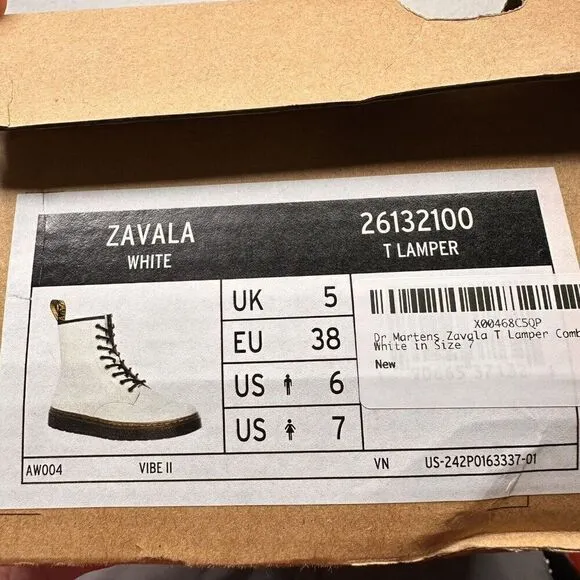 ZAVALA
WHITE
26132100
T LAMPER
UK 5
EU 38
US 6
US 7
X00468C5QP
Dr Martens Zavala T Lamper Comb
White in Size 7
New
AW004 VIBE II VN US-242P0163337-01